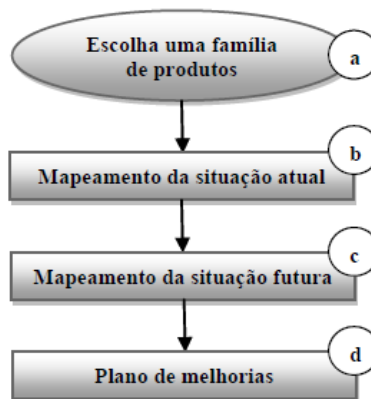 Escolha uma família
de produtos
a
b
Mapeamento da situação atual
c
Mapeamento da situação futura
d
Plano de melhorias